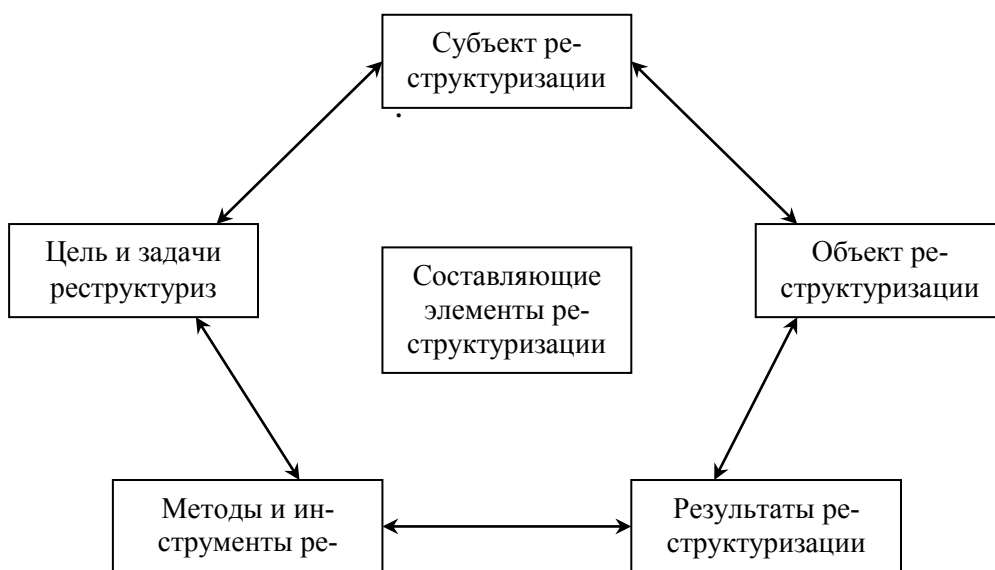 Субъект ре-
структуризации
.
Цель и задачи
реструктуриз
Составляющие
элементы ре-
структуризации
Объект ре-
структуризации
Методы и ин-
струменты ре-
Результаты ре-
структуризации